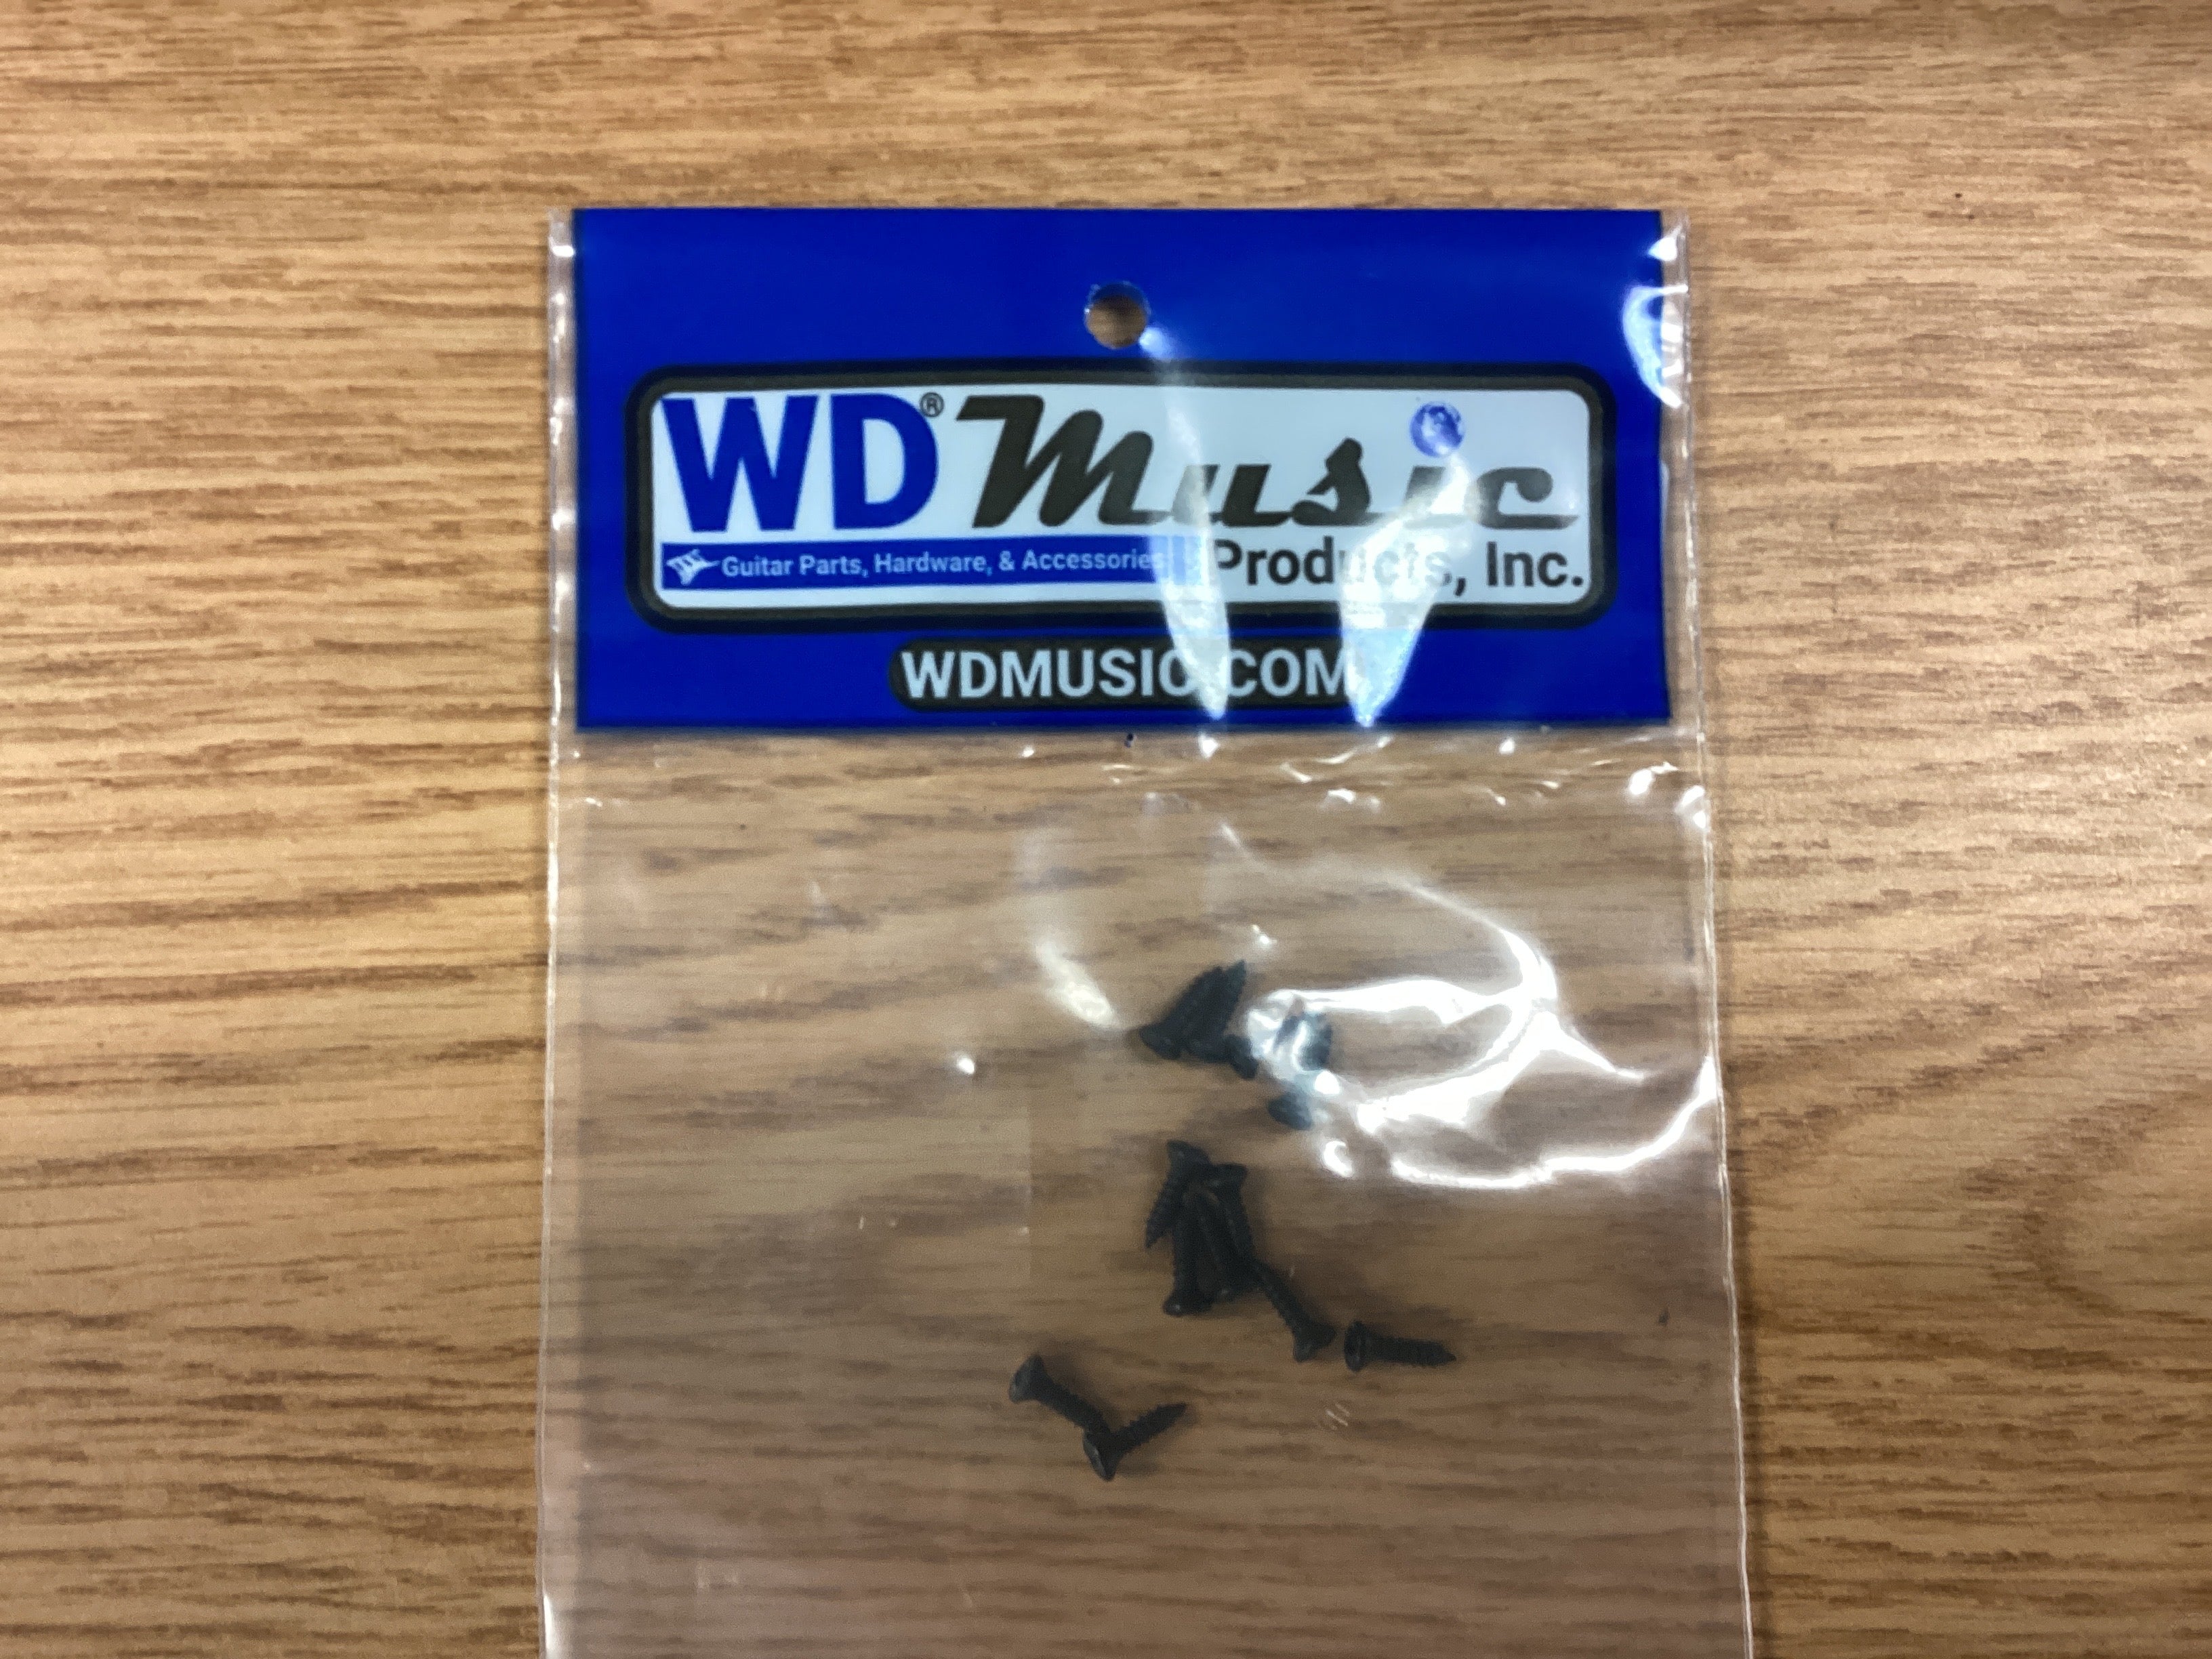 WD® Music
Guitar Parts, Hardware, & Accessories Products, Inc.
WDMUSIC.COM